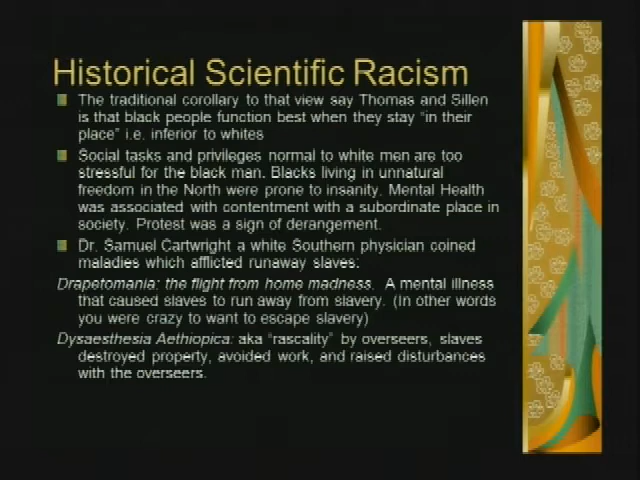 Historical Scientific Racism
The traditional corollary to that view say Thomas and Sillen
is that black people function best when they stay "in their
place" i.e. inferior to whites
Social tasks and privileges normal to white men are too
stressful for the black man. Blacks living in unnatural
freedom in the North were prone to insanity. Mental Health
was associated with contentment with a subordinate place in
society. Protest was a sign of derangement.
Dr. Samuel Cartwright a white Southern physician coined
maladies which afflicted runaway slaves:
Drapetomania: the flight from home madness. A mental illness
that caused slaves to run away from slavery. (In other words
you were crazy to want to escape slavery)
Dysaesthesia Aethiopica: aka "rascality" by overseers, slaves
destroyed property, avoided work, and raised disturbances
with the overseers.